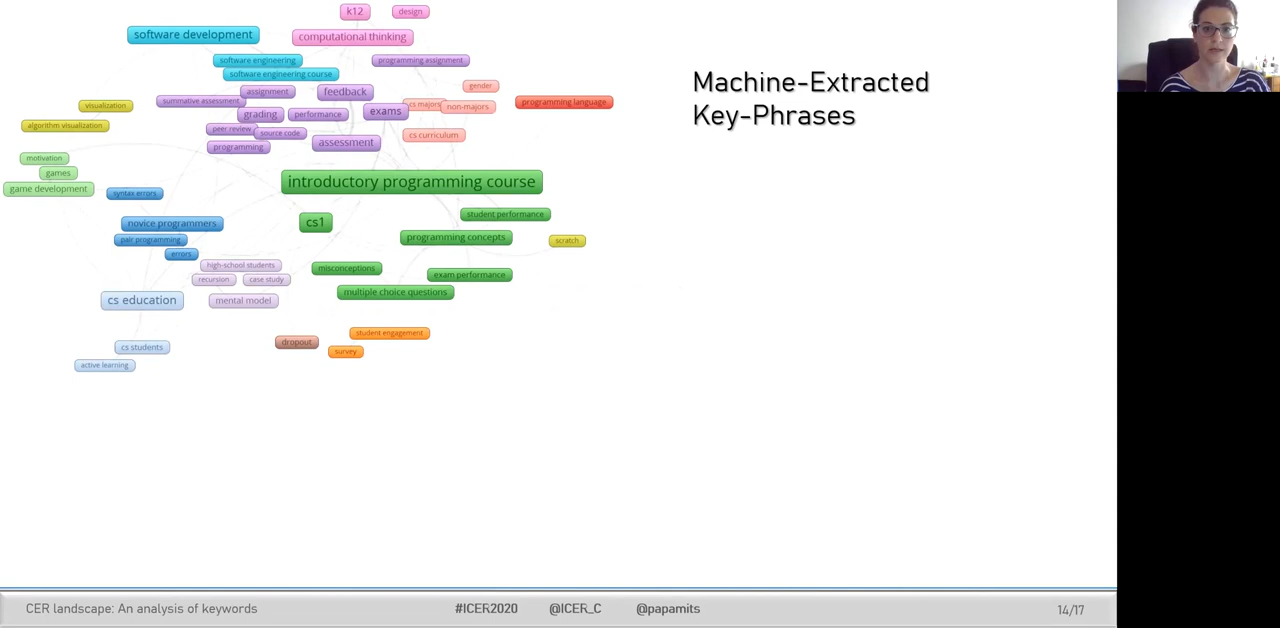 k12
design
software development
computational thinking
software engineering
programming assignment
software engineering course
gender
assignment
feedback
visualization
summative assessment
cs majors
non-majors
programming language
grading
performance
exams
algorithm visualization
peer review
source code
cs curriculum
programming
assessment
motivation
games
game development
introductory programming course
syntax errors
student performance
novice programmers
cs1
pair programming
programming concepts
scratch
errors
high-school students
misconceptions
recursion
case study
exam performance
multiple choice questions
cs education
mental model
student engagement
dropout
cs students
survey
active learning
Machine-Extracted
Key-Phrases
CER landscape: An analysis of keywords
#ICER2020
@ICER_C
@papamits
14/17